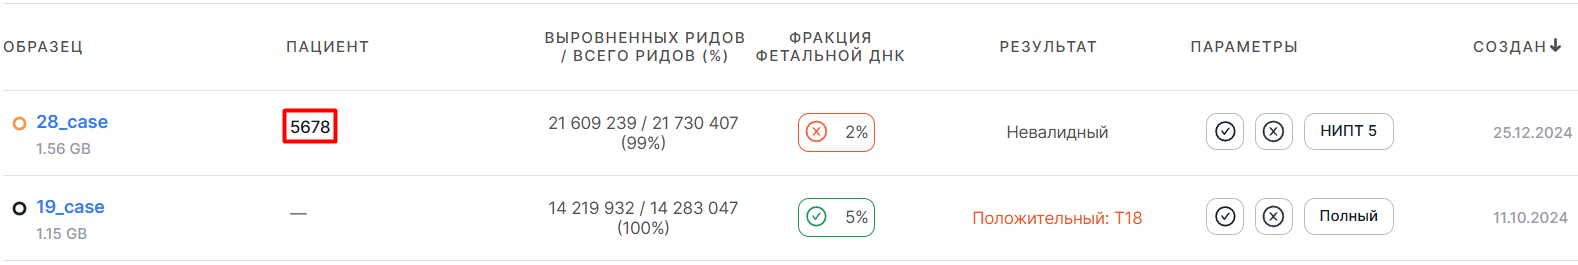 ОБРАЗЕЦ
ПАЦИЕНТ
ВЫРОВНЕННЫХ РИДОВ
/ ВСЕГО РИДОВ (%)
ФРАКЦИЯ
ФЕТАЛЬНОЙ ДНК
РЕЗУЛЬТАТ
ПАРАМЕТРЫ
СОЗДАН
28_case
1.56 GB
5678
21 609 239 / 21 730 407
(99%)
2%
Невалидный
НИПТ 5
25.12.2024
19_case
1.15 GB
—
14 219 932 / 14 283 047
(100%)
5%
Положительный: T18
Полный
11.10.2024